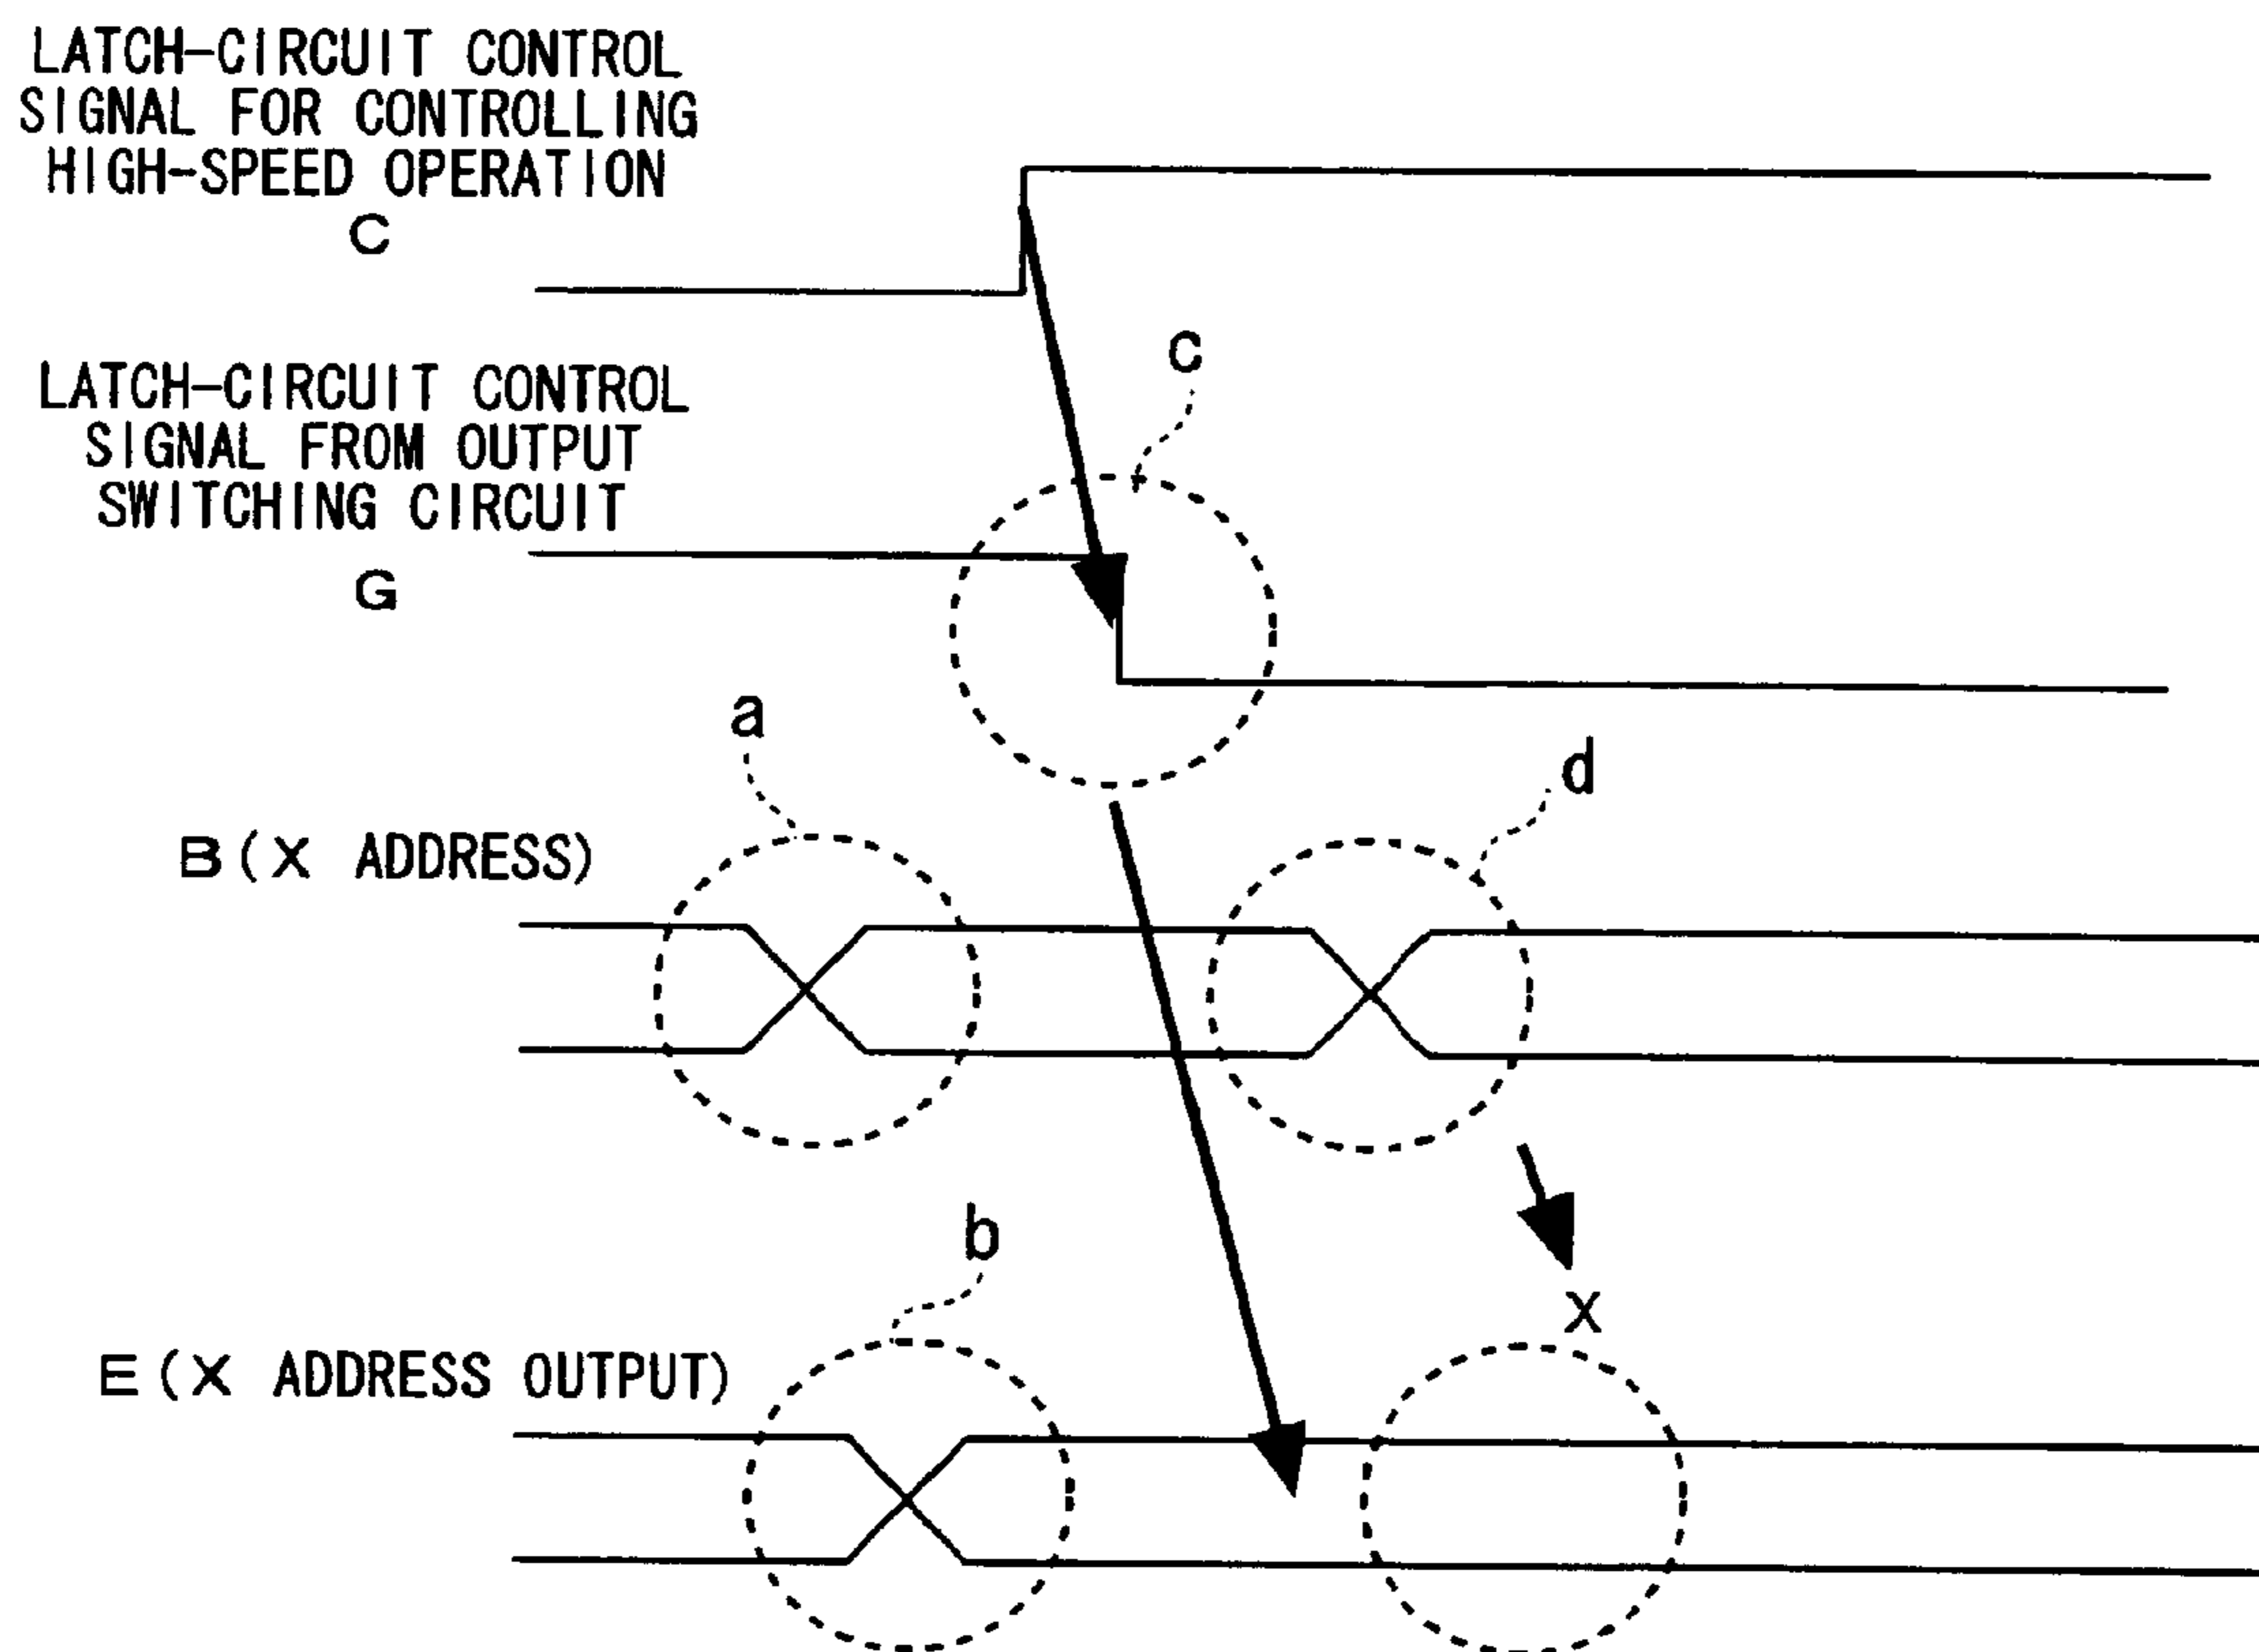 LATCH-CIRCUIT CONTROL
SIGNAL FOR CONTROLLING
HIGH-SPEED OPERATION
C
LATCH-CIRCUIT CONTROL
SIGNAL FROM OUTPUT
SWITCHING CIRCUIT
G
c
a
d
B(X ADDRESS)
b
X
E(X ADDRESS OUTPUT)